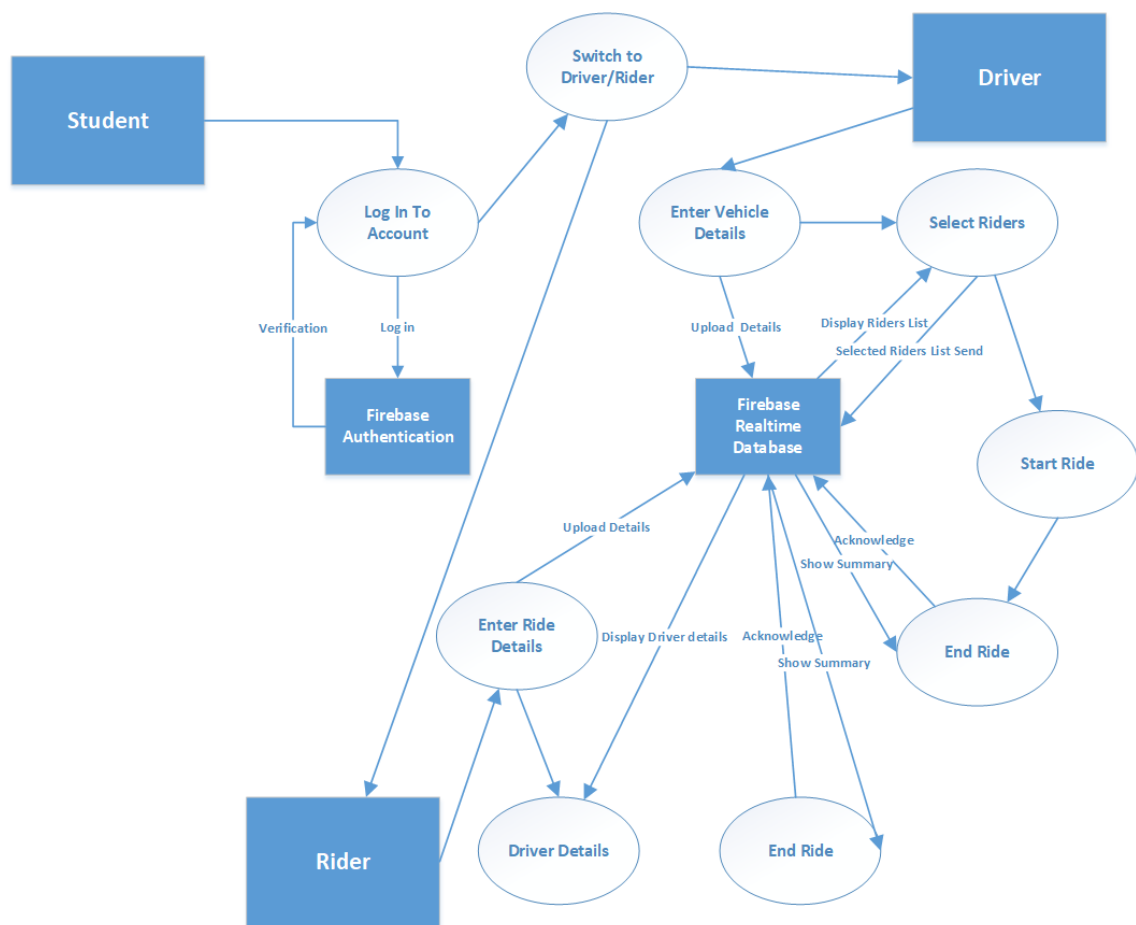 Switch to
Driver/Rider
Driver
Student
Log In To
Account
Enter Vehicle
Details
Select Riders
Verification
Log in
Upload Details
Display Riders List
Selected Riders List Send
Firebase
Authentication
Firebase
Realtime
Database
Start Ride
Upload Details
Acknowledge
Show Summary
Enter Ride
Details
Display Driver details
Acknowledge
Show Summary
End Ride
Rider
Driver Details
End Ride